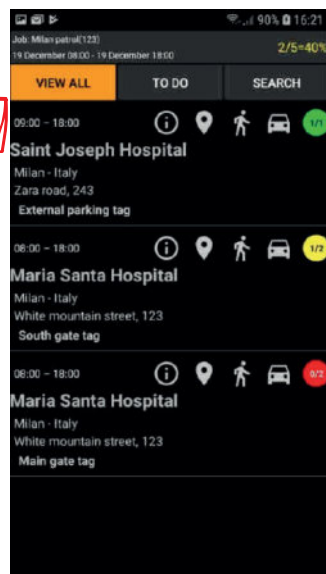 90% 16:21
Job: Milan patrol(123)
19 December 08:00 - 19 December 18:00
2/5=40%
VIEW ALL
TO DO
SEARCH
09:00 - 18:00
1/1
Saint Joseph Hospital
Milan - Italy
Zara road, 243
External parking tag
08:00 - 18:00
1/2
Maria Santa Hospital
Milan - Italy
White mountain street, 123
South gate tag
08:00 - 18:00
0/2
Maria Santa Hospital
Milan - Italy
White mountain street, 123
Main gate tag